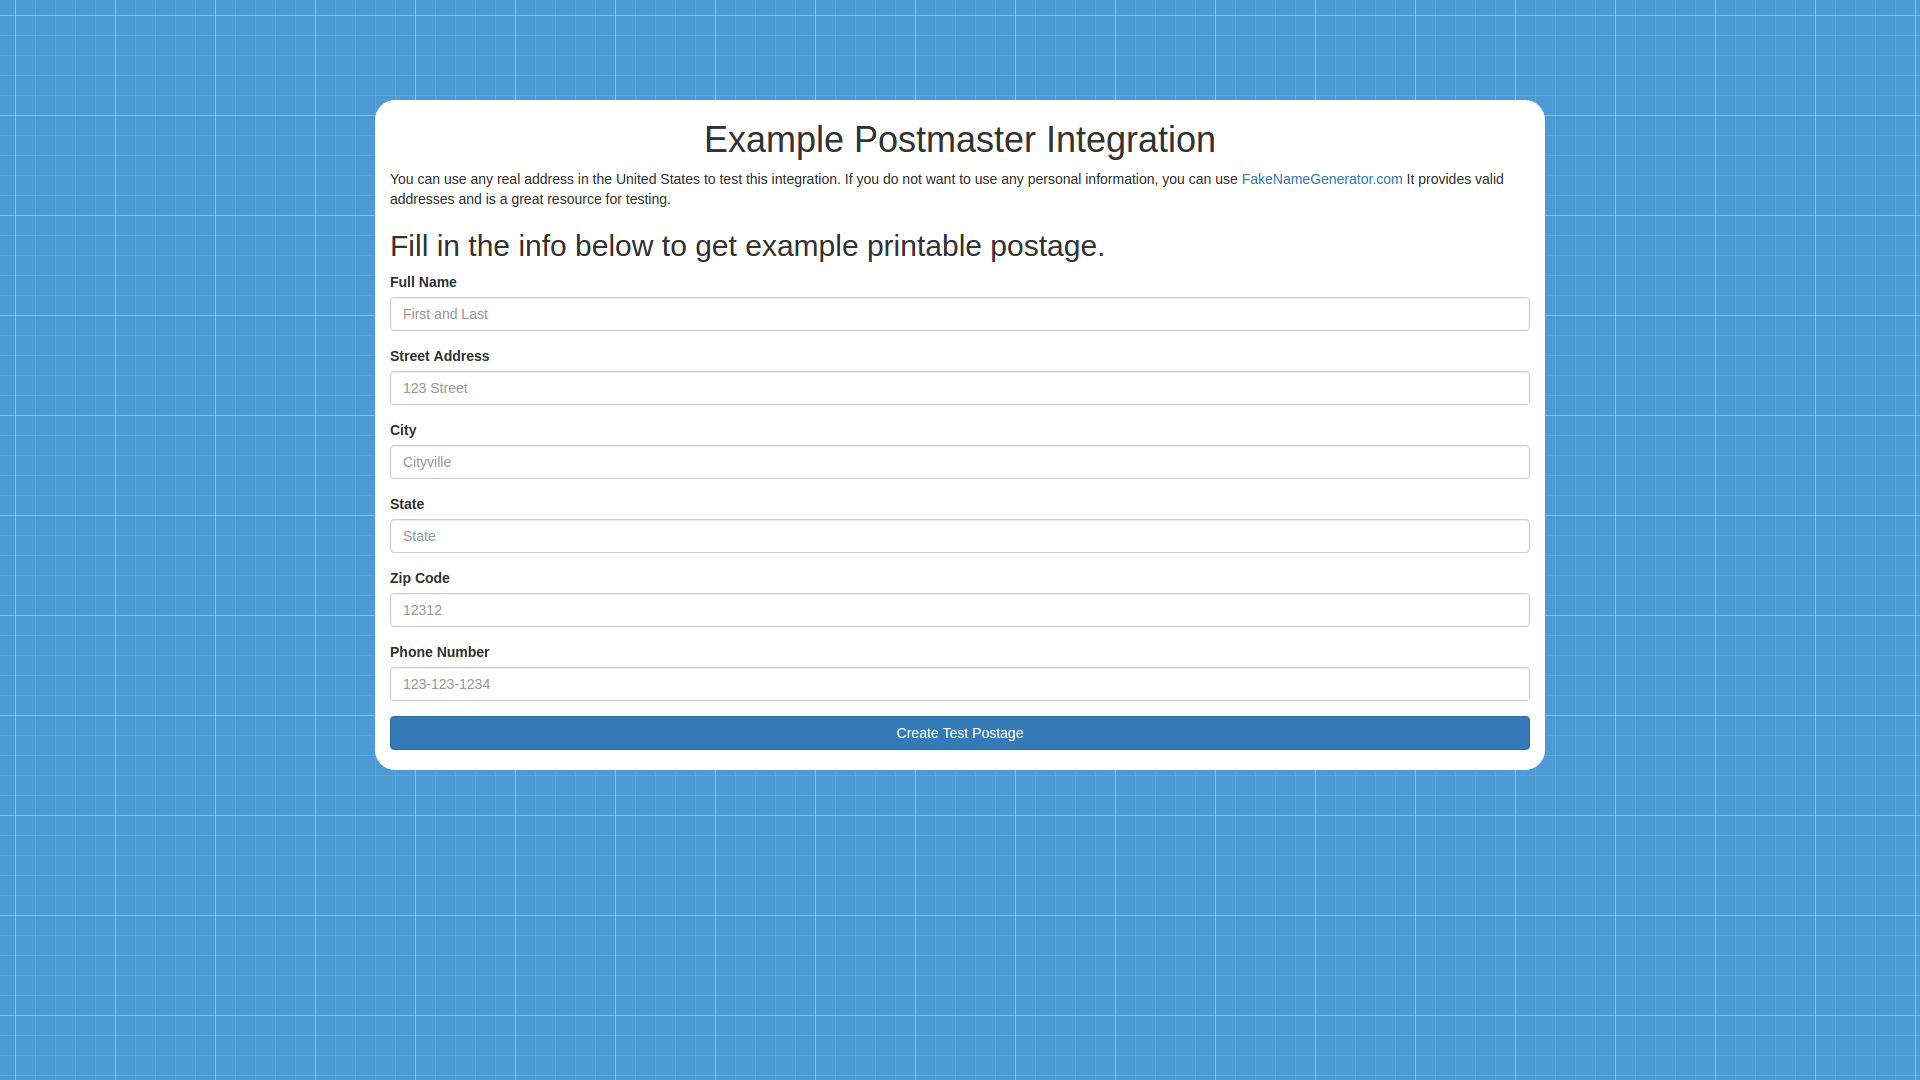 Example Postmaster Integration
You can use any real address in the United States to test this integration. If you do not want to use any personal information, you can use FakeNameGenerator.com It provides valid
addresses and is a great resource for testing.
Fill in the info below to get example printable postage.
Full Name
First and Last
Street Address
123 Street
City
Cityville
State
State
Zip Code
12312
Phone Number
123-123-1234
Create Test Postage